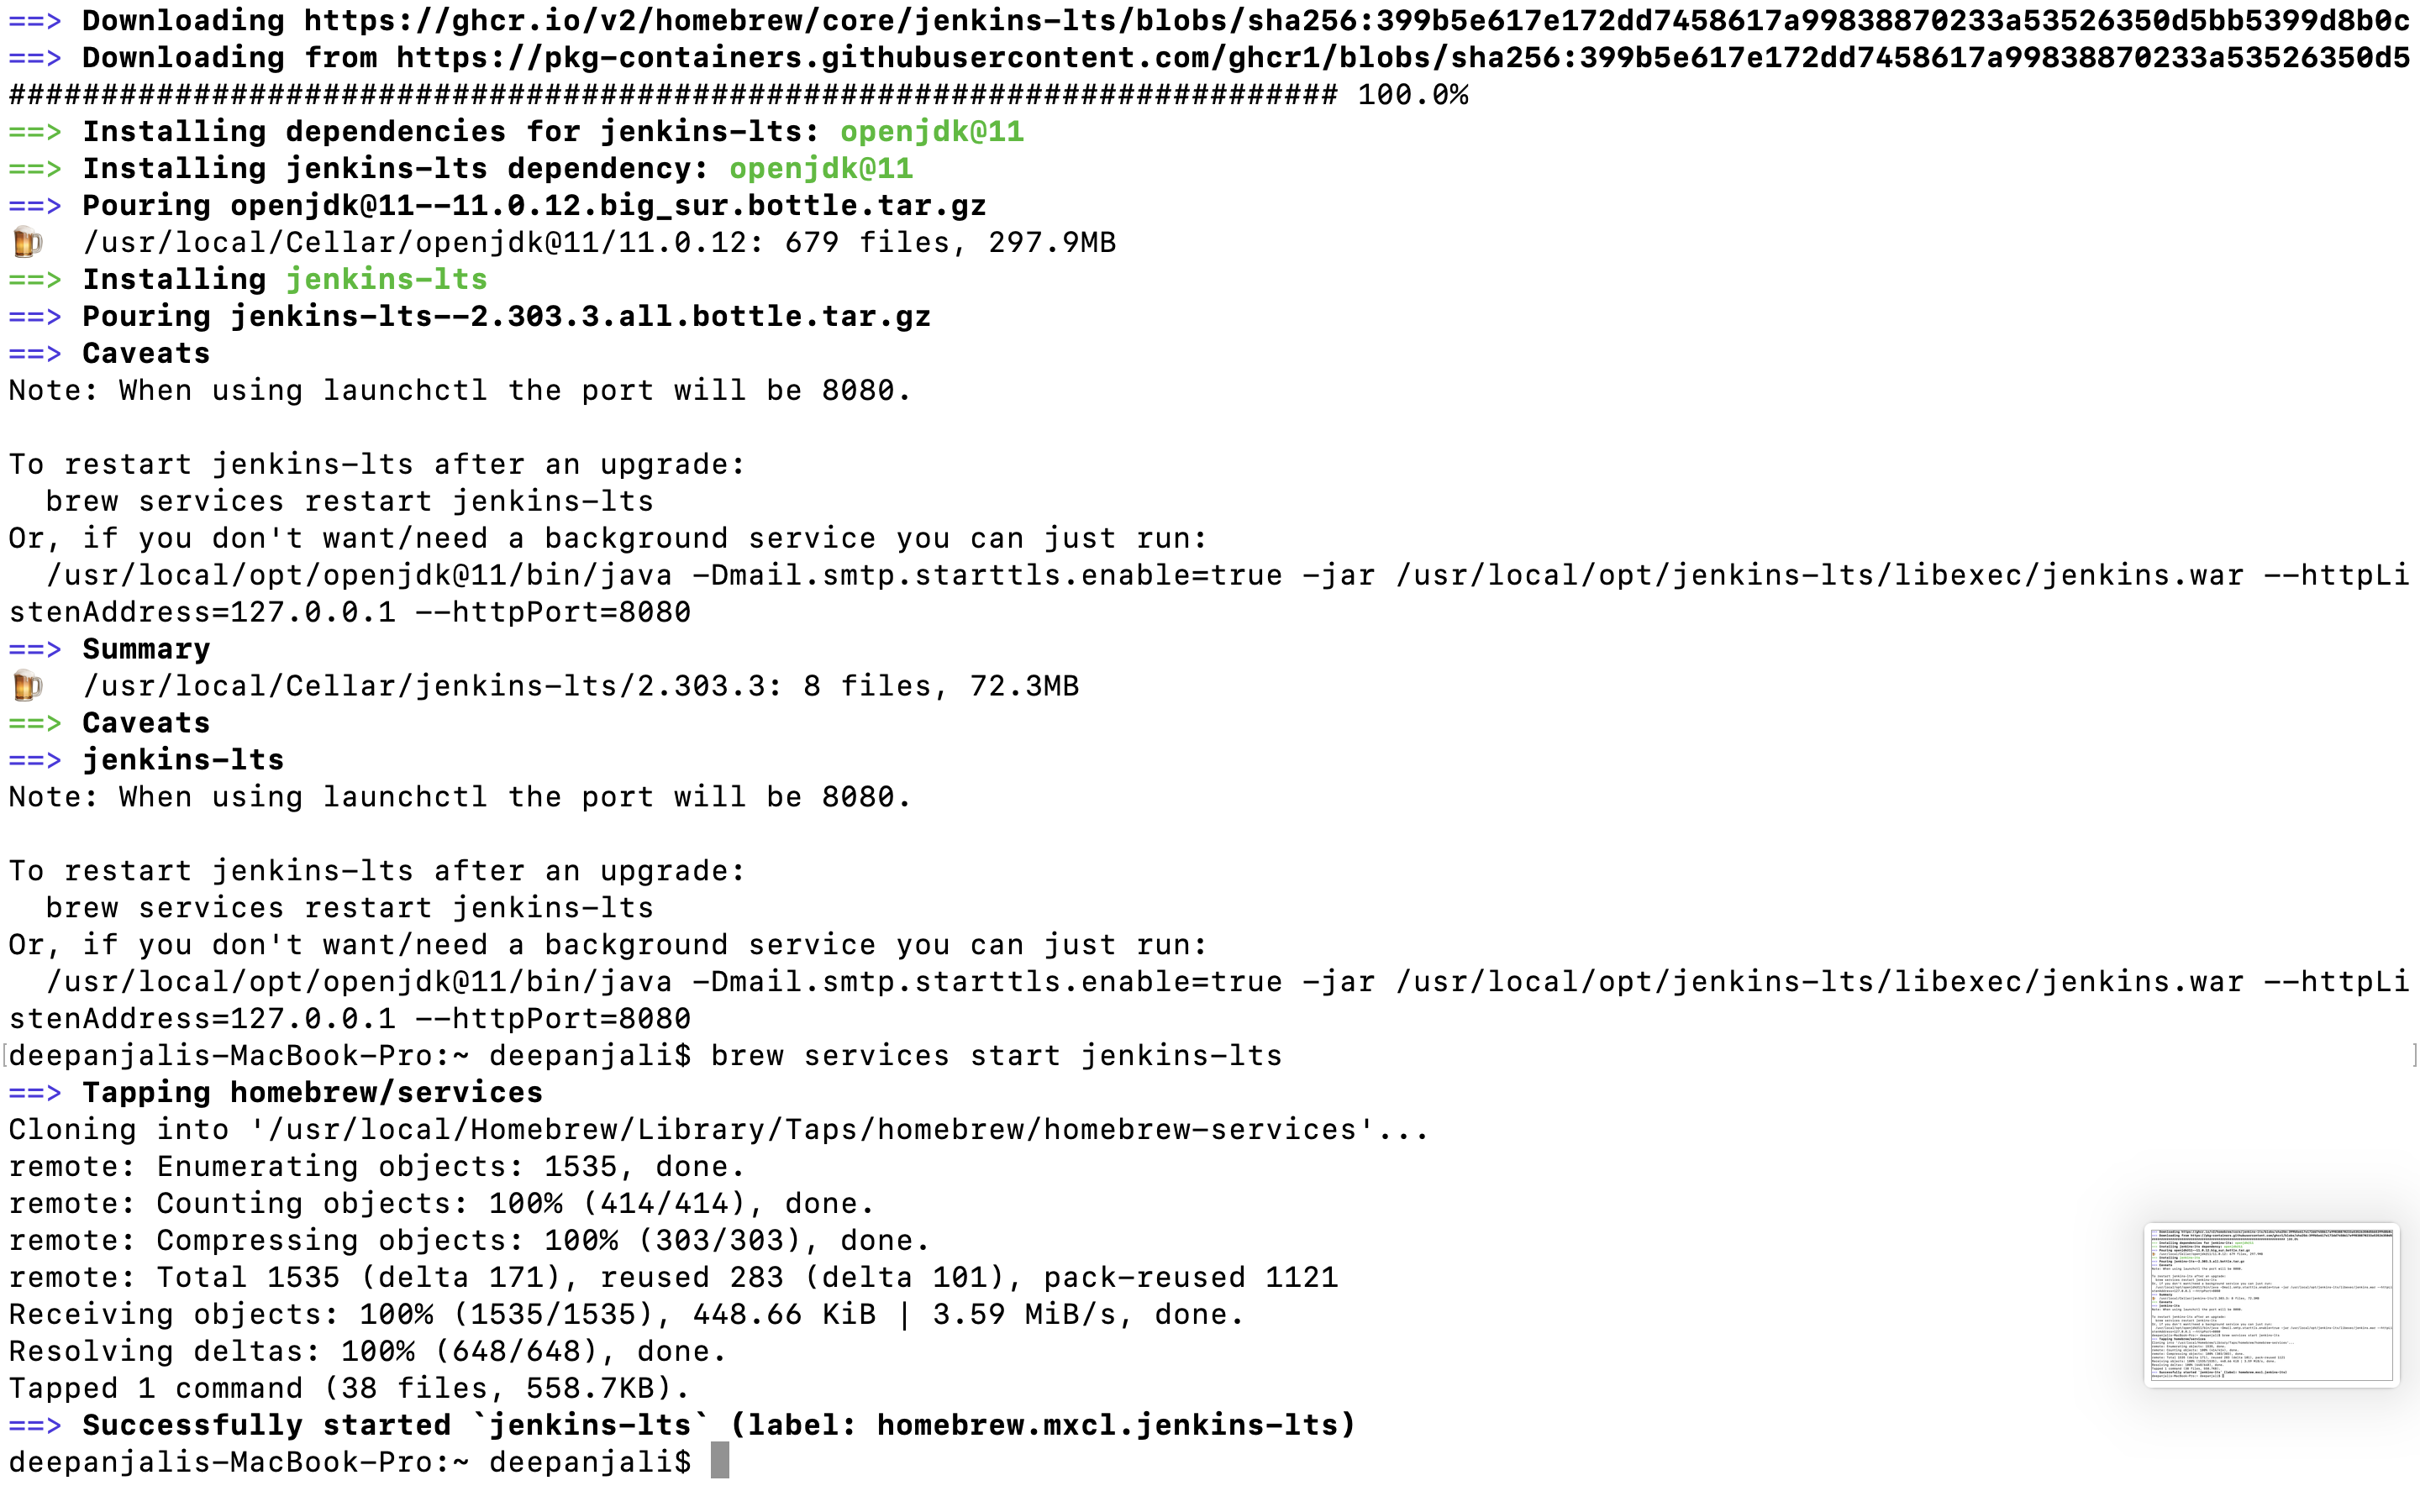 ==> Downloading https://ghcr.io/v2/homebrew/core/jenkins-lts/blobs/sha256:399b5e617e172dd7458617a99838870233a53526350d5bb5399d8b0c
==> Downloading from https://pkg-containers.githubusercontent.com/ghcr1/blobs/sha256:399b5e617e172dd7458617a99838870233a53526350d5
######################################################################## 100.0%
==> Installing dependencies for jenkins-lts: openjdk@11
==> Installing jenkins-lts dependency: openjdk@11
==> Pouring openjdk@11--11.0.12.big_sur.bottle.tar.gz
🍺  /usr/local/Cellar/openjdk@11/11.0.12: 679 files, 297.9MB
==> Installing jenkins-lts
==> Pouring jenkins-lts--2.303.3.all.bottle.tar.gz
==> Caveats
Note: When using launchctl the port will be 8080.

To restart jenkins-lts after an upgrade:
  brew services restart jenkins-lts
Or, if you don't want/need a background service you can just run:
  /usr/local/opt/openjdk@11/bin/java -Dmail.smtp.starttls.enable=true -jar /usr/local/opt/jenkins-lts/libexec/jenkins.war --httpLi
stenAddress=127.0.0.1 --httpPort=8080
==> Summary
🍺  /usr/local/Cellar/jenkins-lts/2.303.3: 8 files, 72.3MB
==> Caveats
==> jenkins-lts
Note: When using launchctl the port will be 8080.

To restart jenkins-lts after an upgrade:
  brew services restart jenkins-lts
Or, if you don't want/need a background service you can just run:
  /usr/local/opt/openjdk@11/bin/java -Dmail.smtp.starttls.enable=true -jar /usr/local/opt/jenkins-lts/libexec/jenkins.war --httpLi
stenAddress=127.0.0.1 --httpPort=8080
[deepanjalis-MacBook-Pro:~ deepanjali$ brew services start jenkins-lts ]
==> Tapping homebrew/services
Cloning into '/usr/local/Homebrew/Library/Taps/homebrew/homebrew-services'...
remote: Enumerating objects: 1535, done.
remote: Counting objects: 100% (414/414), done.
remote: Compressing objects: 100% (303/303), done.
remote: Total 1535 (delta 171), reused 283 (delta 101), pack-reused 1121
Receiving objects: 100% (1535/1535), 448.66 KiB | 3.59 MiB/s, done.
Resolving deltas: 100% (648/648), done.
Tapped 1 command (38 files, 558.7KB).
==> Successfully started `jenkins-lts` (label: homebrew.mxcl.jenkins-lts)
deepanjalis-MacBook-Pro:~ deepanjali$